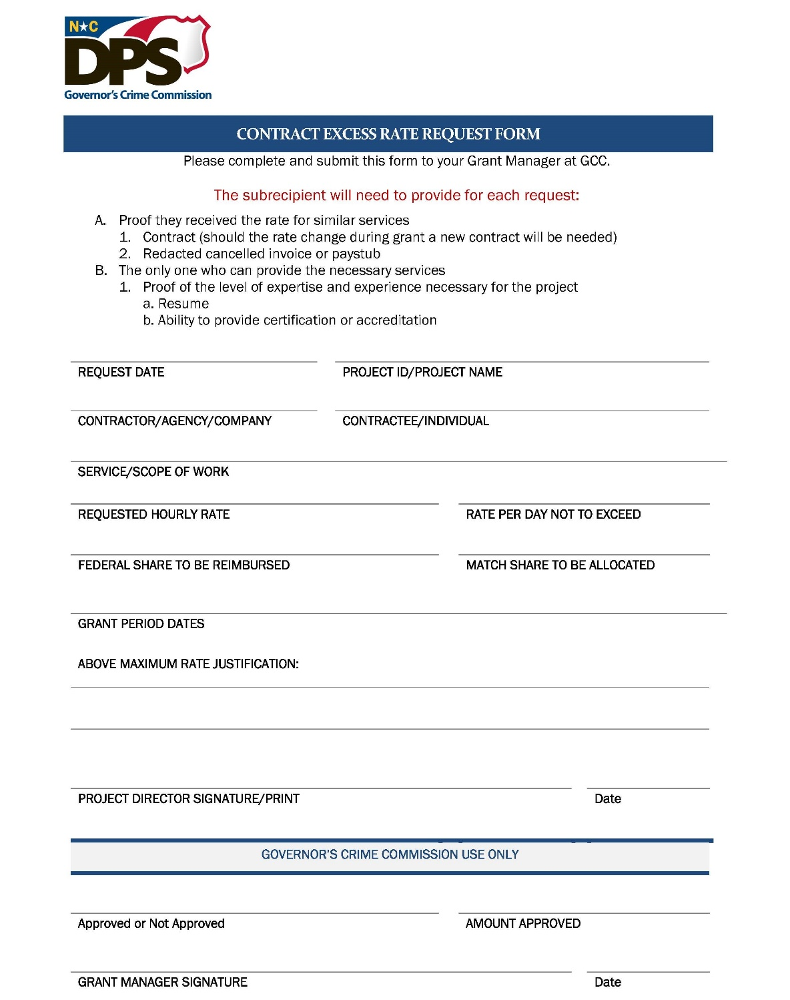 N★C
DPS
Governor's Crime Commission
CONTRACT EXCESS RATE REQUEST FORM
Please complete and submit this form to your Grant Manager at GCC.
The subrecipient will need to provide for each request:
A. Proof they received the rate for similar services
1. Contract (should the rate change during grant a new contract will be needed)
2. Redacted cancelled invoice or paystub
B. The only one who can provide the necessary services
1. Proof of the level of expertise and experience necessary for the project
a. Resume
b. Ability to provide certification or accreditation
REQUEST DATE PROJECT ID/PROJECT NAME
CONTRACTOR/AGENCY/COMPANY CONTRACTEE/INDIVIDUAL
SERVICE/SCOPE OF WORK
REQUESTED HOURLY RATE RATE PER DAY NOT TO EXCEED
FEDERAL SHARE TO BE REIMBURSED MATCH SHARE TO BE ALLOCATED
GRANT PERIOD DATES
ABOVE MAXIMUM RATE JUSTIFICATION:
PROJECT DIRECTOR SIGNATURE/PRINT Date
GOVERNOR'S CRIME COMMISSION USE ONLY
Approved or Not Approved AMOUNT APPROVED
GRANT MANAGER SIGNATURE Date